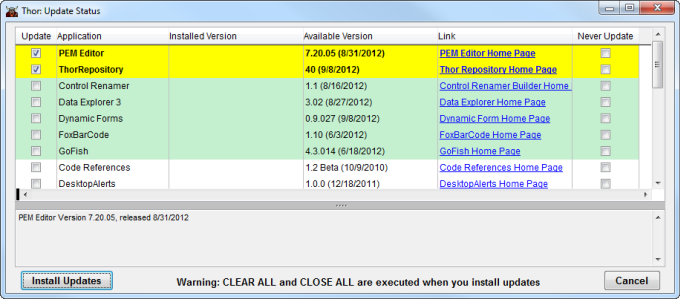 Thor: Update Status
Update Application Installed Version Available Version Link Never Update
PEM Editor 7.20.05 (8/31/2012) PEM Editor Home Page
ThorRepository 40 (9/8/2012) Thor Repository Home Page
Control Renamer 1.1 (8/16/2012) Control Renamer Builder Home
Data Explorer 3 3.02 (8/27/2012) Data Explorer Home Page
Dynamic Forms 0.9.027 (9/8/2012) Dynamic Form Home Page
FoxBarCode 1.10 (6/3/2012) FoxBarCode Home Page
GoFish 4.3.014 (6/18/2012) GoFish Home Page
Code References 1.2 Beta (10/9/2010) Code References Home Page
DesktopAlerts 1.0.0 (12/18/2011) DesktopAlerts Home Page
PEM Editor Version 7.20.05, released 8/31/2012
Install Updates Warning: CLEAR ALL and CLOSE ALL are executed when you install updates Cancel